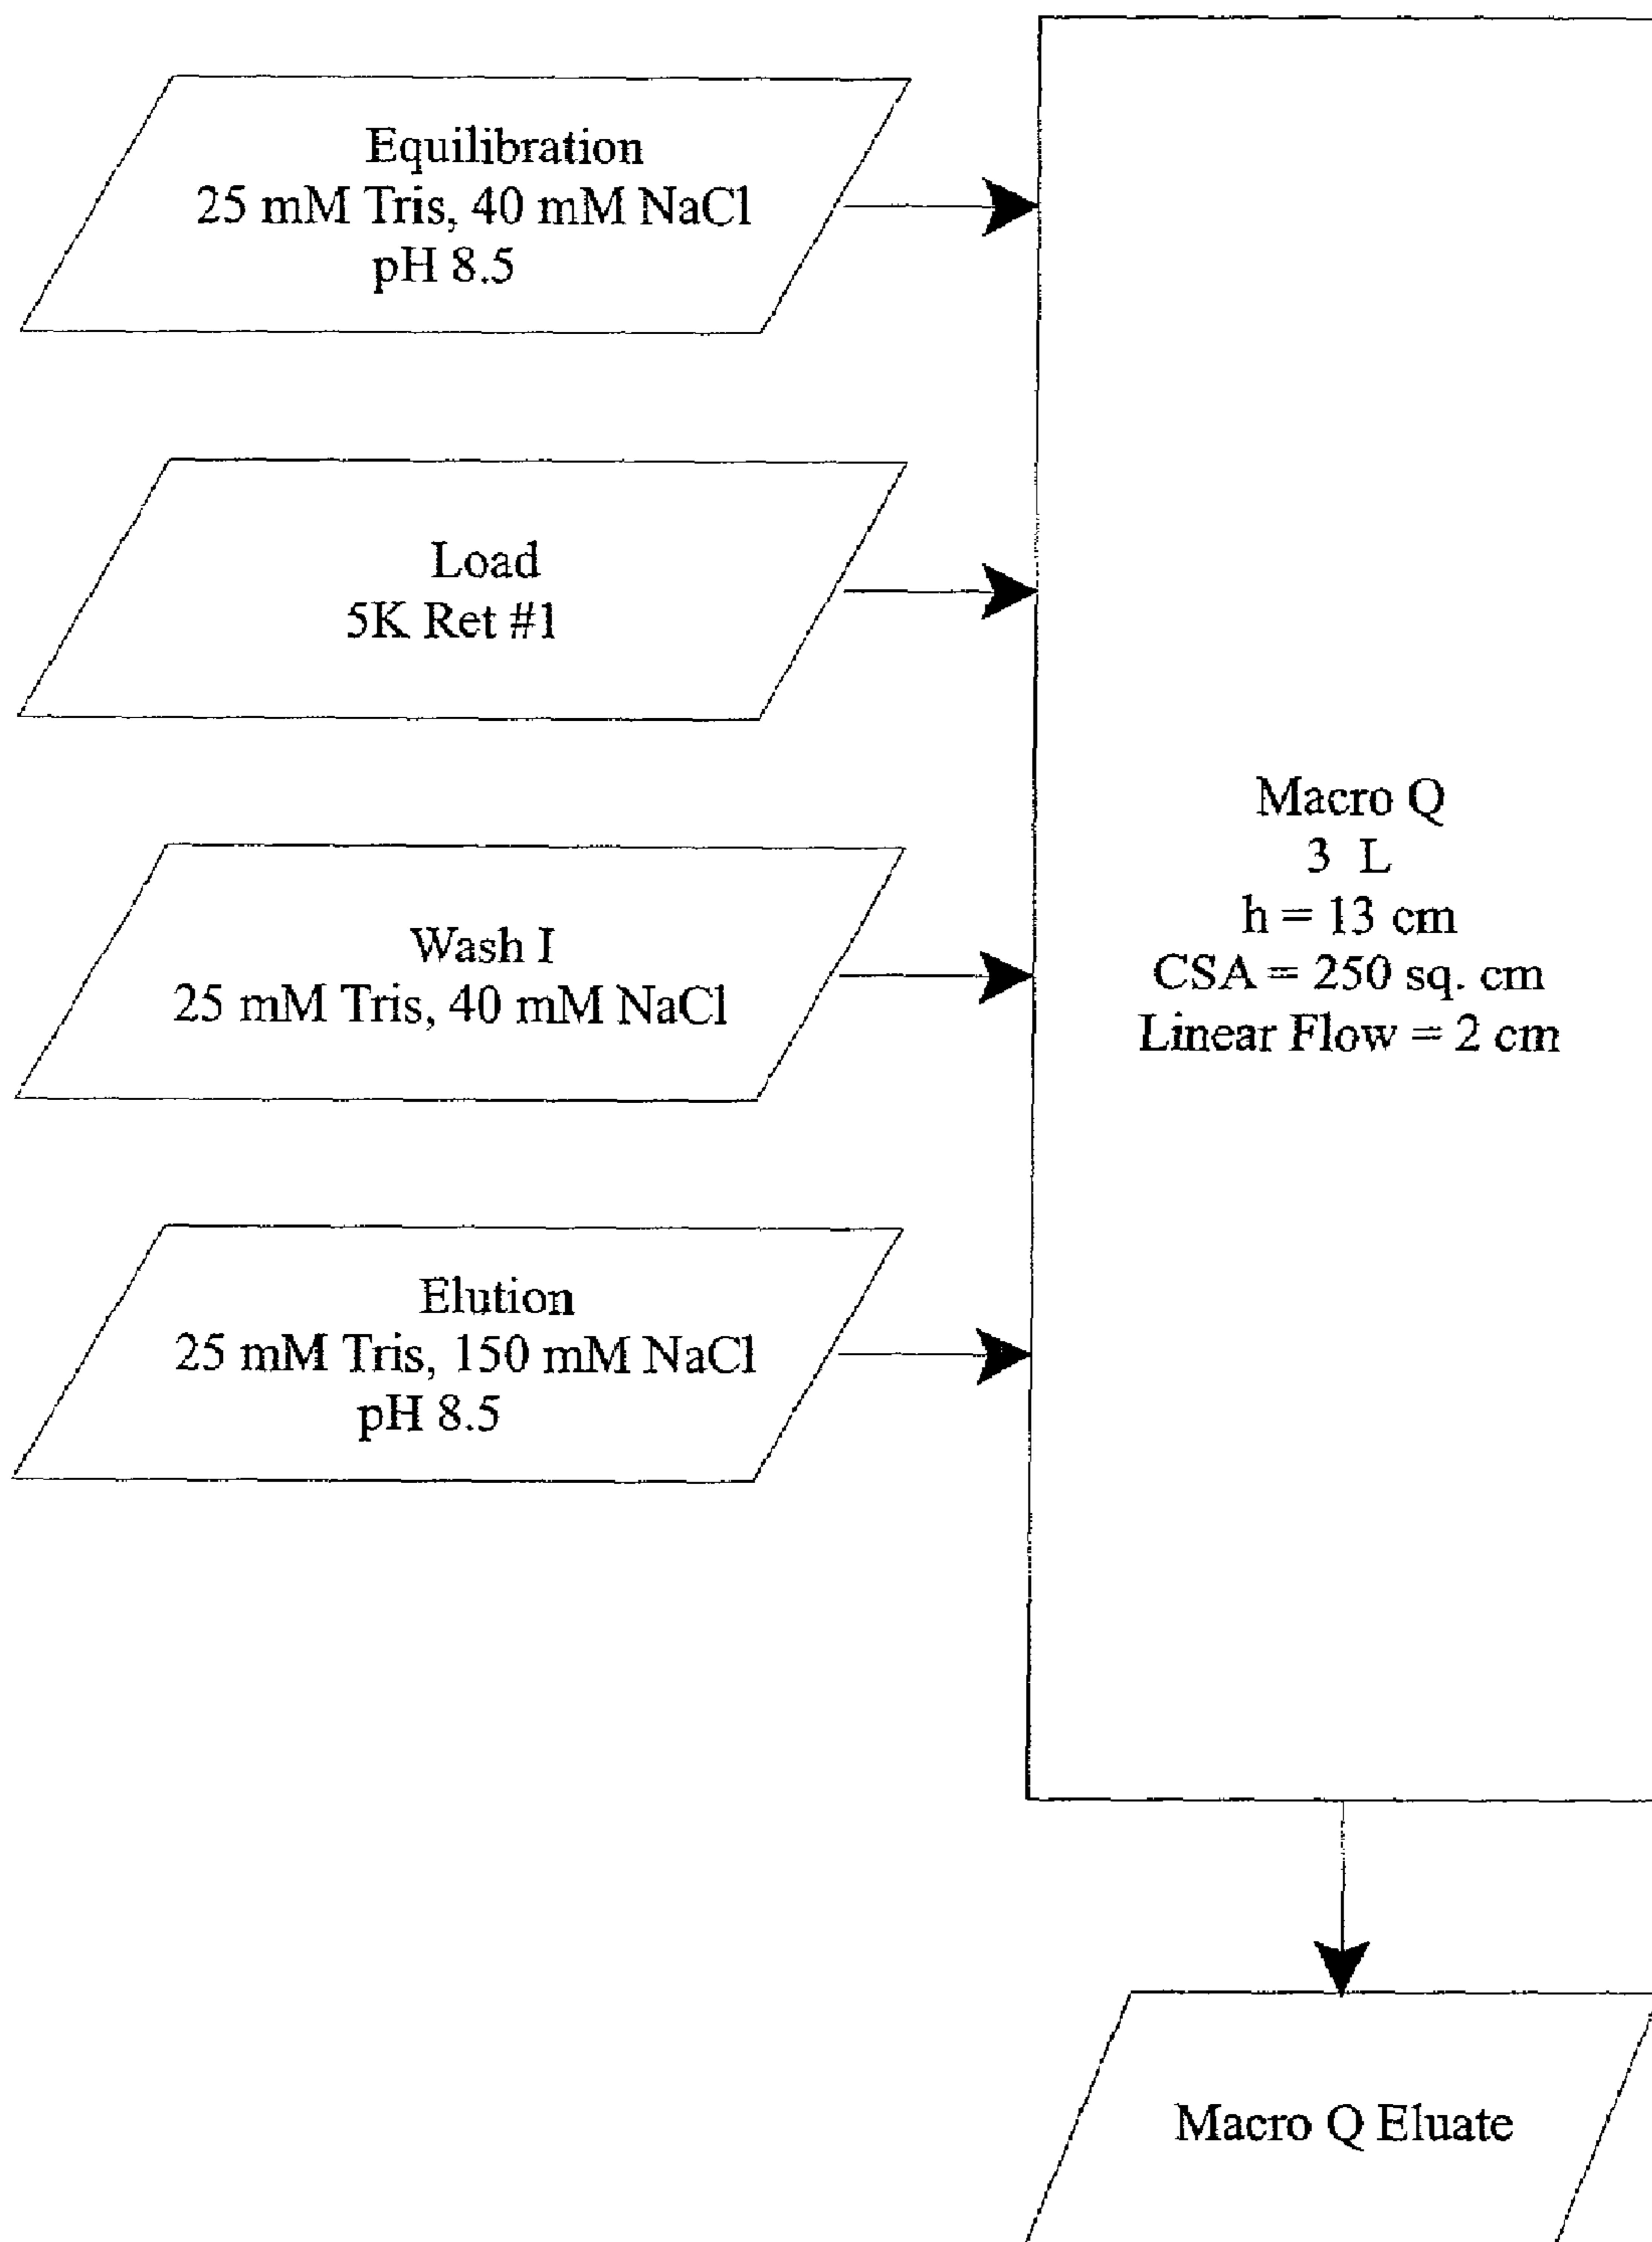 Equilibration
25 mM Tris, 40 mM NaCl
pH 8.5
Load
5K Ret #1
Wash I
25 mM Tris, 40 mM NaCl
Elution
25 mM Tris, 150 mM NaCl
pH 8.5
Macro Q
3 L
h = 13 cm
CSA = 250 sq. cm
Linear Flow = 2 cm
Macro Q Eluate